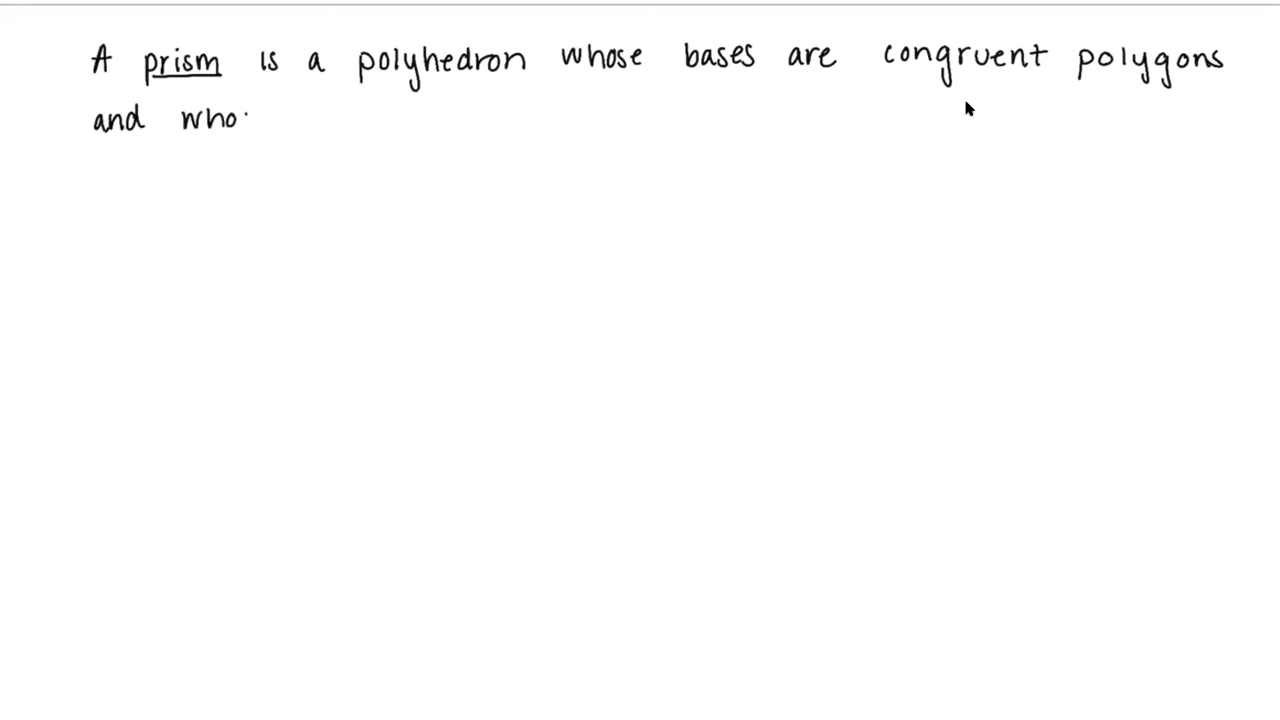 A prism is a polyhedron whose bases are congruent polygons
and who